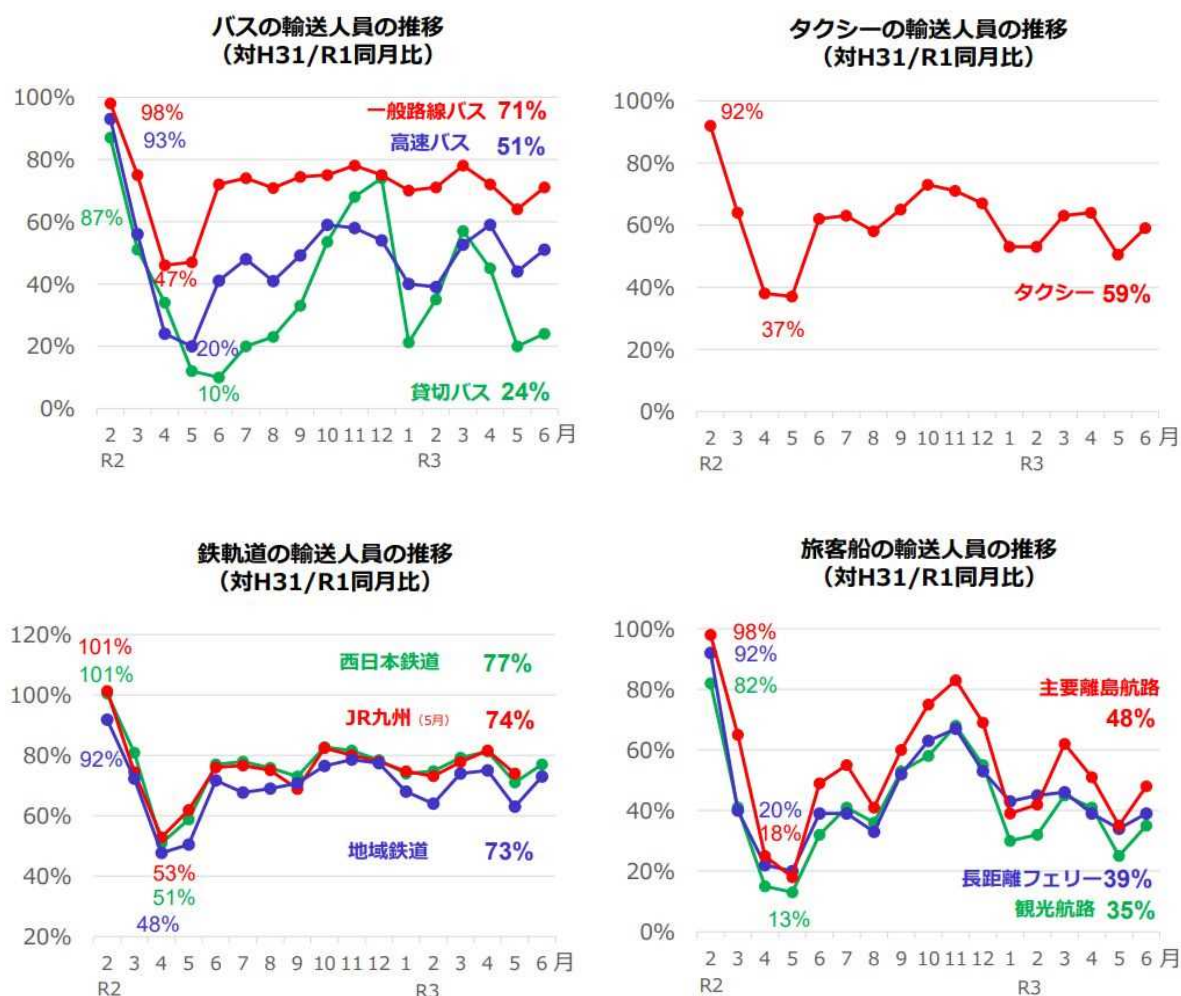 バスの輸送人員の推移
（対H31/R1同月比）
100%
80%
60%
40%
20%
0%
98%
93%
87%
47%
20%
10%
一般路線バス 71%
高速バス 51%
貸切バス 24%
2 3 4 5 6 7 8 9 10 11 12 1 2 3 4 5 6 月
R2 R3
タクシーの輸送人員の推移
（対H31/R1同月比）
100%
80%
60%
40%
20%
0%
92%
37%
タクシー 59%
2 3 4 5 6 7 8 9 10 11 12 1 2 3 4 5 6 月
R2 R3
鉄軌道の輸送人員の推移
（対H31/R1同月比）
120%
100%
80%
60%
40%
20%
101%
101%
92%
53%
51%
48%
西日本鉄道 77%
JR九州（5月） 74%
地域鉄道 73%
2 3 4 5 6 7 8 9 10 11 12 1 2 3 4 5 6 月
R2 R3
旅客船の輸送人員の推移
（対H31/R1同月比）
100%
80%
60%
40%
20%
0%
98%
92%
82%
20%
18%
13%
主要離島航路
48%
長距離フェリー39%
観光航路 35%
2 3 4 5 6 7 8 9 10 11 12 1 2 3 4 5 6 月
R2 R3